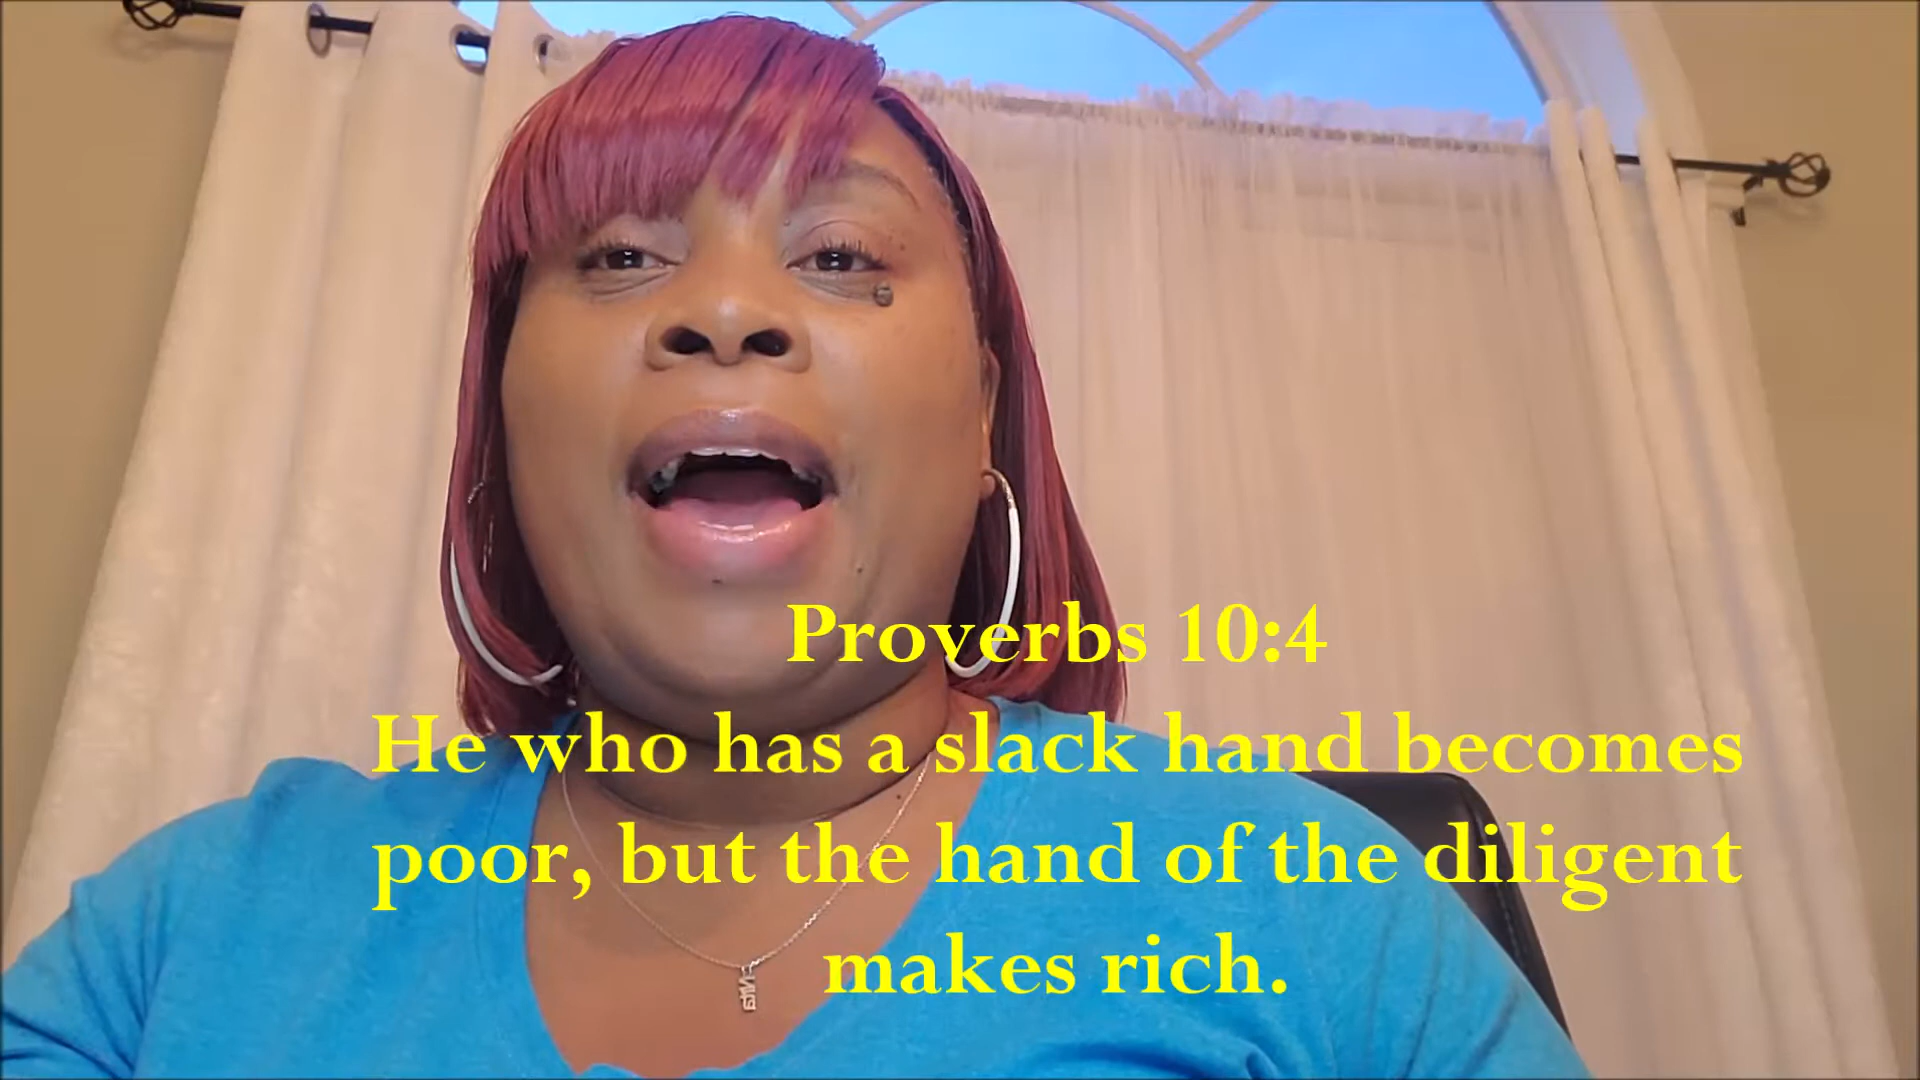 Proverbs 10:4
He who has a slack hand becomes
poor, but the hand of the diligent
makes rich.